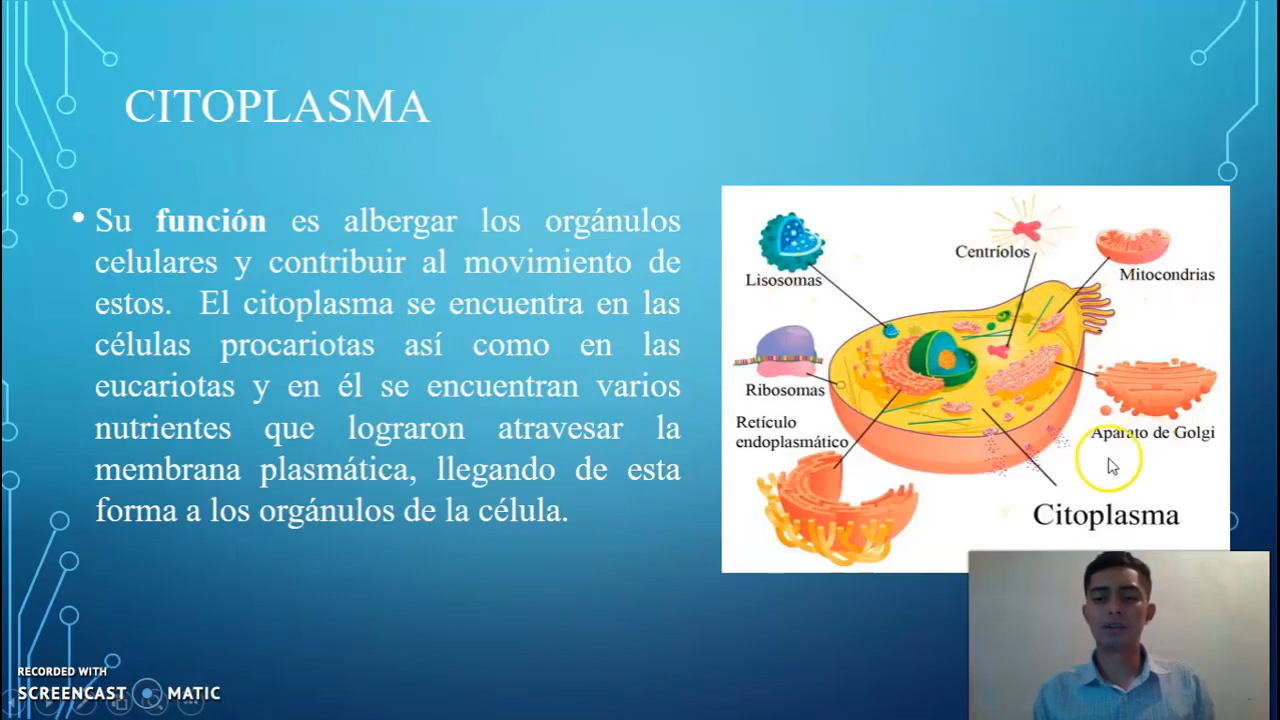 CITOPLASMA
• Su función es albergar los orgánulos
celulares y contribuir al movimiento de
estos. El citoplasma se encuentra en las
células procariotas así como en las
eucariotas y en él se encuentran varios
nutrientes que lograron atravesar la
membrana plasmática, llegando de esta
forma a los orgánulos de la célula.
Centríolos
Mitocondrias
Lisosomas
Ribosomas
Retículo
endoplasmático
Aparato de Golgi
Citoplasma
RECORDED WITH
SCREENCAST MATIC